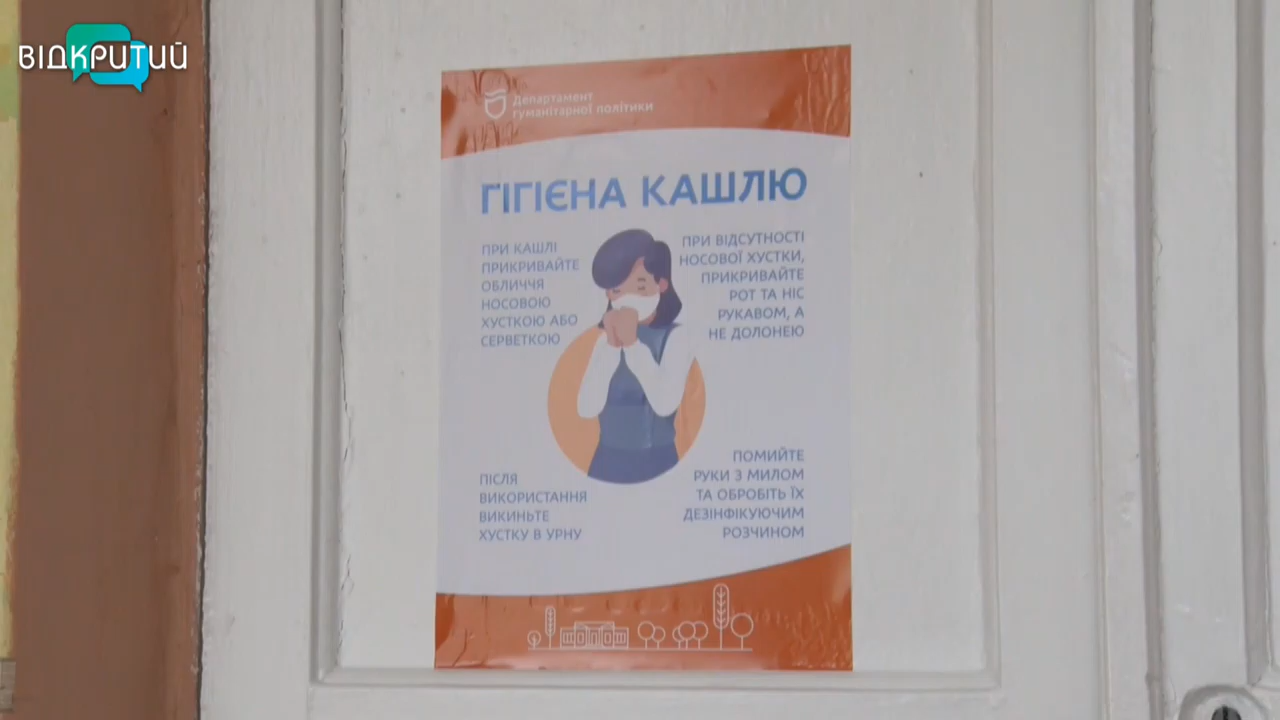 ВІДКРИТИЙ
Департамент
гуманітарної політики
ГІГІЄНА КАШЛЮ
ПРИ КАШЛІ
ПРИКРИВАЙТЕ
ОБЛИЧЧЯ
НОСОВОЮ
ХУСТКОЮ АБО
СЕРВЕТКОЮ
ПРИ ВІДСУТНОСТІ
НОСОВОЇ ХУСТКИ,
ПРИКРИВАЙТЕ
РОТ ТА НІС
РУКАВОМ, А
НЕ ДОЛОНЕЮ
ПІСЛЯ
ВИКОРИСТАННЯ
ВИКИНЬТЕ
ХУСТКУ В УРНУ
ПОМИЙТЕ
РУКИ З МИЛОМ
ТА ОБРОБІТЬ ЇХ
ДЕЗІНФІКУЮЧИМ
РОЗЧИНОМ